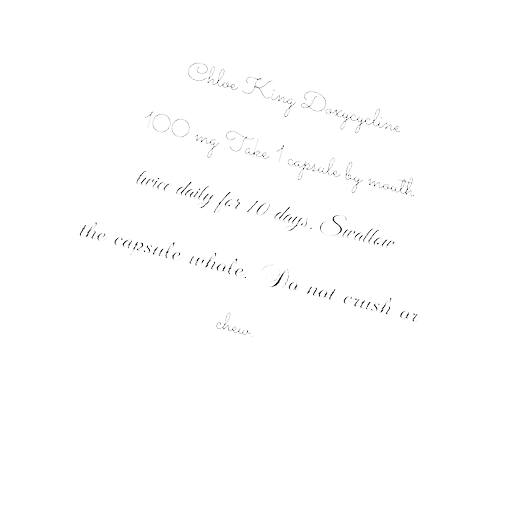 Chloe King Doxycycline
100 mg Take 1 capsule by mouth
twice daily for 10 days. Swallow
the capsule whole. Do not crush or
chew.